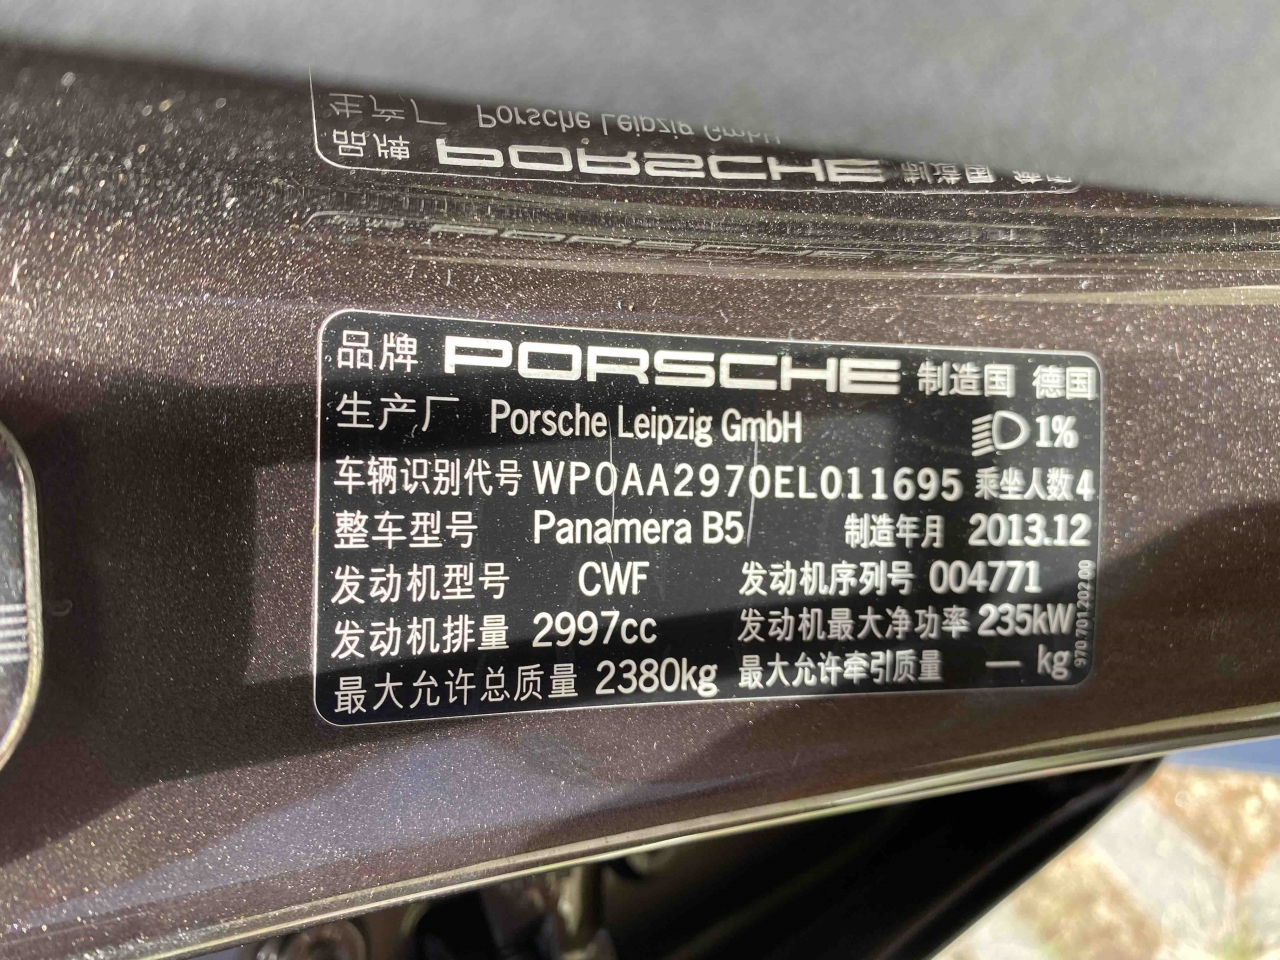 品牌 PORSCHE 制造国 德国
生产厂 Porsche Leipzig GmbH 1%
车辆识别代号 WP0AA2970EL011695 乘坐人数 4
整车型号 Panamera B5 制造年月 2013.12
发动机型号 CWF 发动机序列号 004771
发动机排量 2997cc 发动机最大净功率 235kW
最大允许总质量 2380kg 最大允许牵引质量 — kg
970 701 202 00